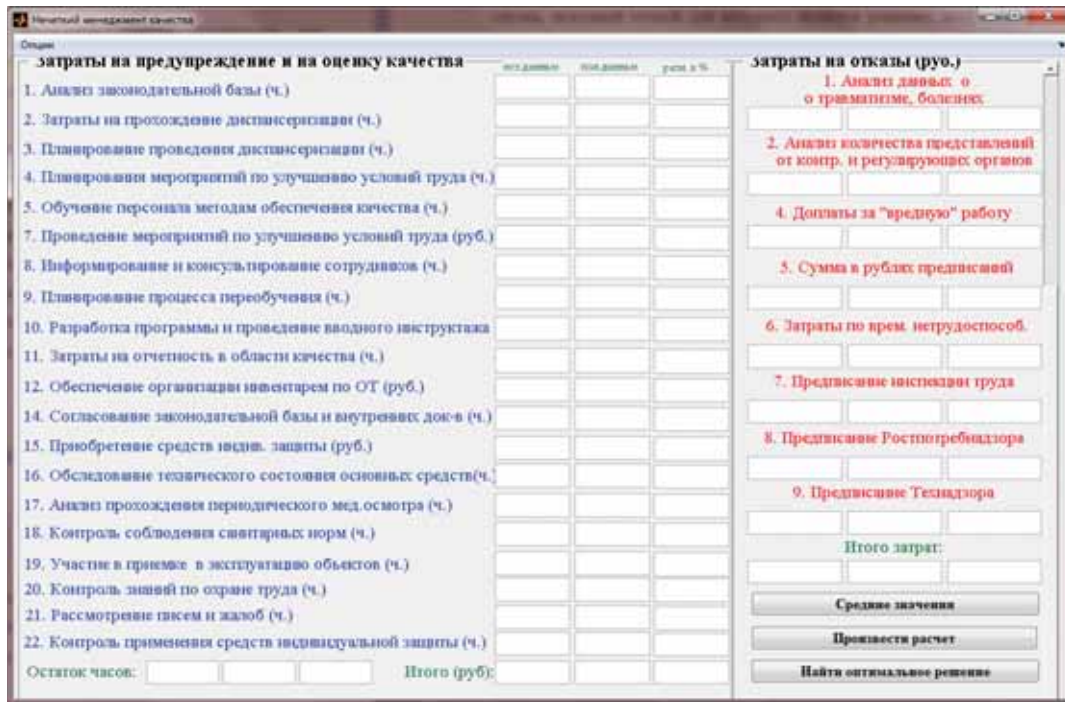 Нечеткий менеджмент качества
Опции
Затраты на предупреждение и на оценку качества
разн. в %
1. Анализ законодательной базы (ч.)
2. Затраты на прохождение диспансеризации (ч.)
3. Планирование проведения диспансеризации (ч.)
4. Планирования мероприятий по улучшению условий труда (ч.)
5. Обучение персонала методам обеспечения качества (ч.)
7. Проведение мероприятий по улучшению условий труда (руб.)
8. Информирование и консультирование сотрудников (ч.)
9. Планирование процесса переобучения (ч.)
10. Разработка программы и проведение вводного инструктажа
11. Затраты на отчетность в области качества (ч.)
12. Обеспечение организации инвентарем по ОТ (руб.)
14. Согласование законодательной базы и внутренних док-в (ч.)
15. Приобретение средств индив. защиты (руб.)
16. Обследование технического состояния основных средств(ч.
17. Анализ прохождения периодического мед.осмотра (ч.)
18. Контроль соблюдения санитарных норм (ч.)
19. Участие в приемке в эксплуатацию объектов (ч.)
20. Контроль знаний по охране труда (ч.)
21. Рассмотрение писем и жалоб (ч.)
22. Контроль применения средств индивидуальной защиты (ч.)
Остаток часов:
Итого (руб):
Затраты на отказы (руб.)
1. Анализ данных о
о травматизме, болезнях
2. Анализ количества представлений
от контр. и регулирующих органов
4. Доплаты за "вредную" работу
5. Сумма в рублях предписаний
6. Затраты по врем. нетрудоспособ.
7. Предписание инспекции труда
8. Предписание Роспотребнадзора
9. Предписание Технадзора
Итого затрат:
Средние значения
Произвести расчет
Найти оптимальное решение